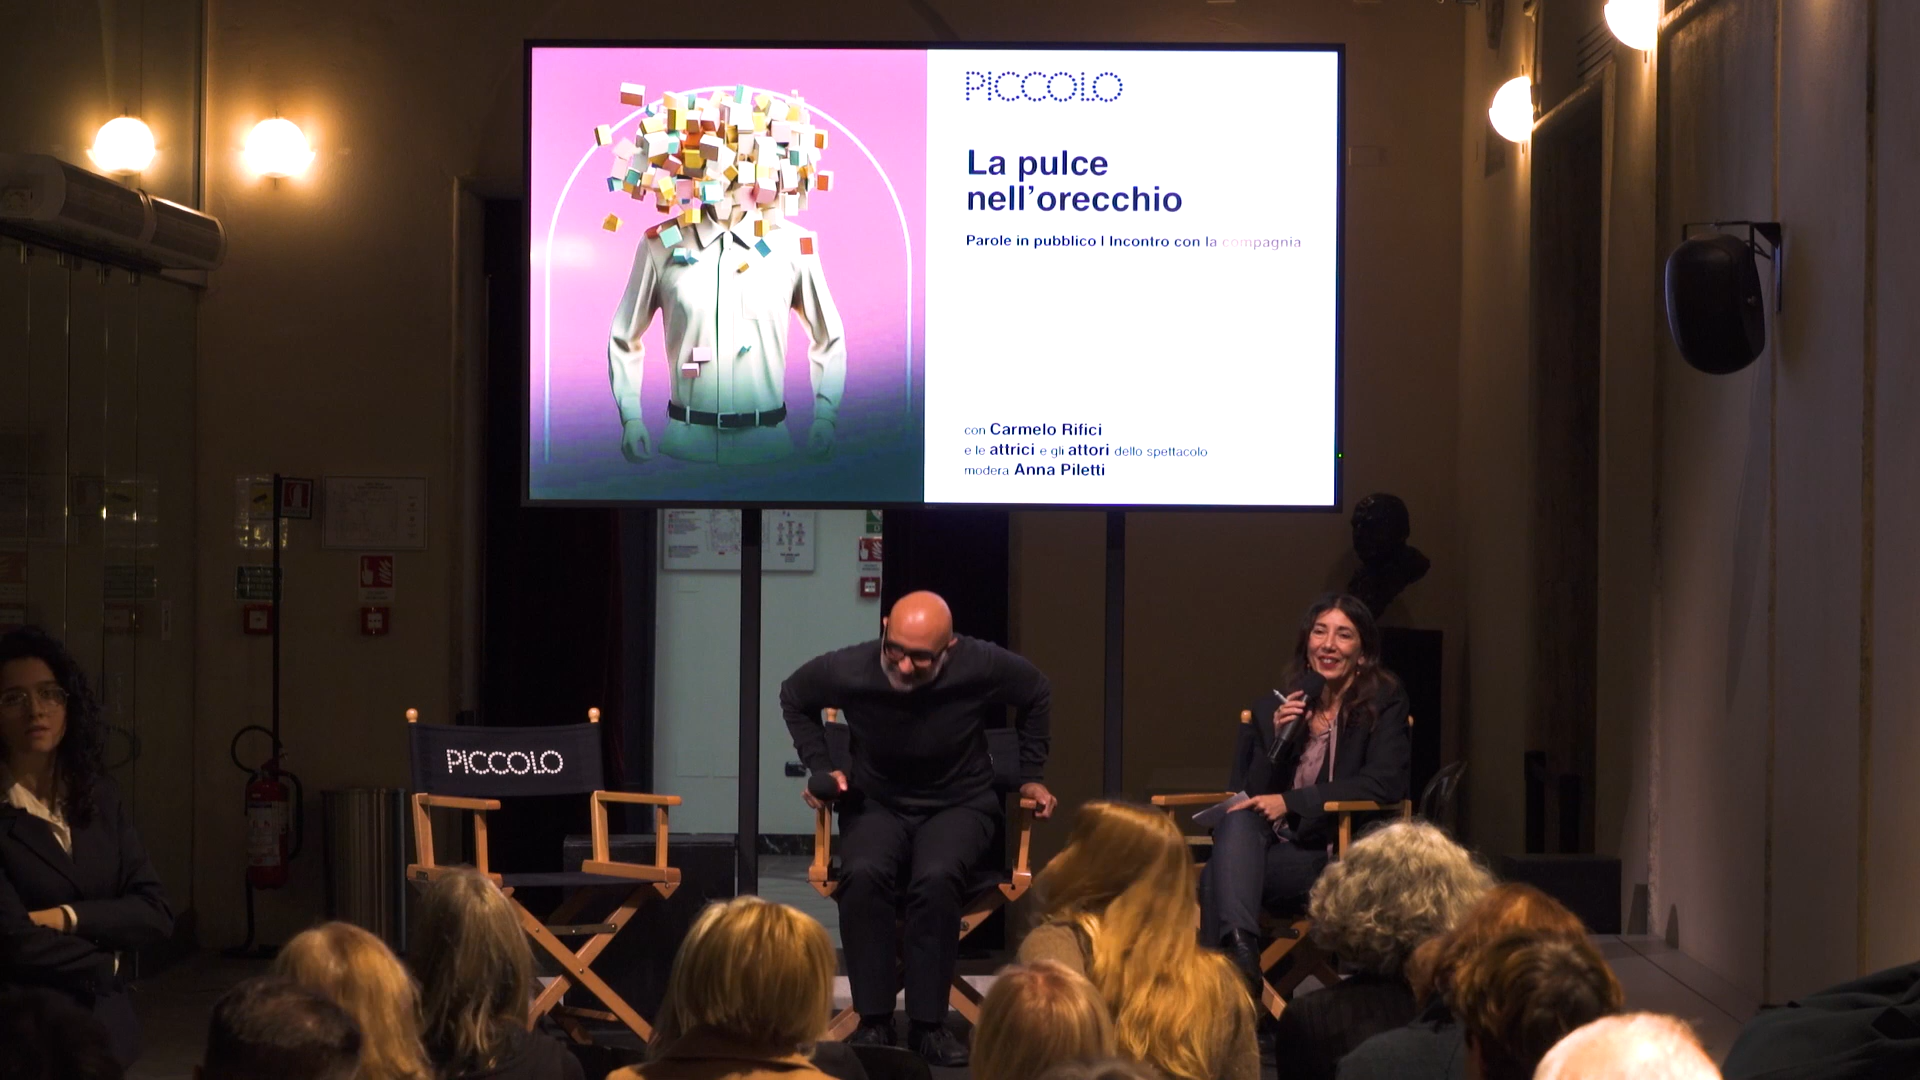 PICCOLO
La pulce
nell'orecchio
Parole in pubblico | Incontro con la compagnia
con Carmelo Rifici
e le attrici e gli attori dello spettacolo
modera Anna Piletti
PICCOLO